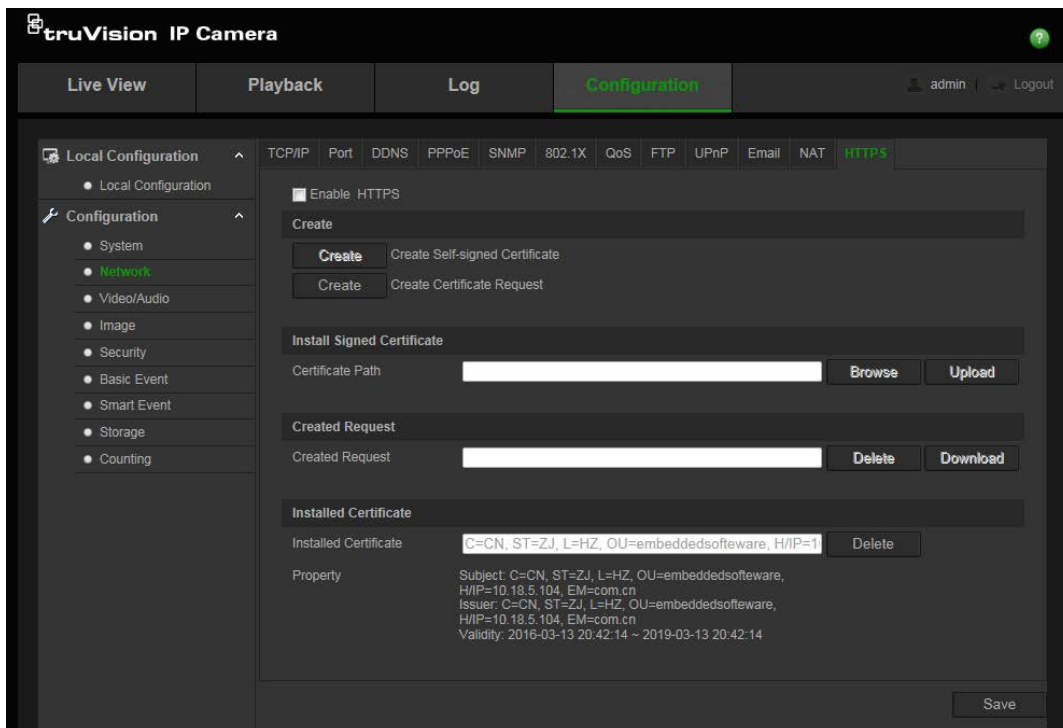 truVision IP Camera
?
Live View Playback Log Configuration admin Logout
Local Configuration
Local Configuration
Configuration
System
Network
Video/Audio
Image
Security
Basic Event
Smart Event
Storage
Counting
TCP/IP Port DDNS PPPoE SNMP 802.1X QoS FTP UPnP Email NAT HTTPS
Enable HTTPS
Create
Create Create Self-signed Certificate
Create Create Certificate Request
Install Signed Certificate
Certificate Path Browse Upload
Created Request
Created Request Delete Download
Installed Certificate
Installed Certificate C=CN, ST=ZJ, L=HZ, OU=embeddedsofteware, H/IP=1 Delete
Property Subject: C=CN, ST=ZJ, L=HZ, OU=embeddedsofteware,
H/IP=10.18.5.104, EM=com.cn
Issuer: C=CN, ST=ZJ, L=HZ, OU=embeddedsofteware,
H/IP=10.18.5.104, EM=com.cn
Validity: 2016-03-13 20:42:14 ~ 2019-03-13 20:42:14
Save